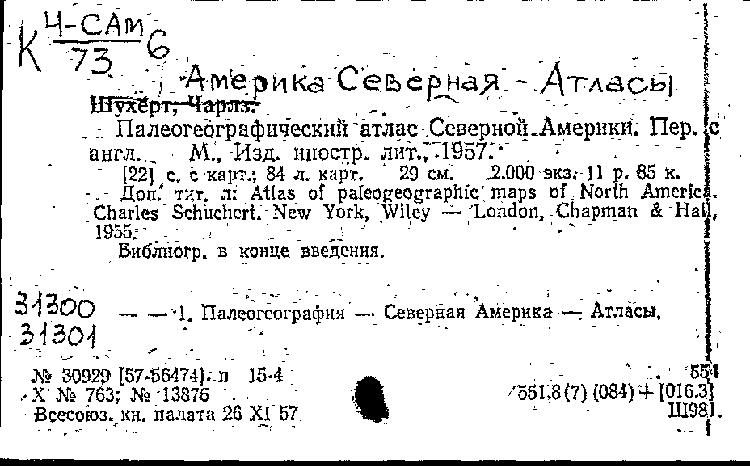 К Ч-САМ 6
73
Америка Северная - Атласы
Шухерт, Чарлз.
Палеогеографический атлас Северной Америки. Пер. с
англ. М., Изд. иностр. лит., 1957.
[22] с. с карт.; 84 л. карт. 29 см. 2.000 экз. 11 р. 85 к.
Доп. тит. л: Atlas of paleogeographic maps of North America.
Charles Schuchert. New York, Wiley — London, Chapman & Hall,
1955.
Библиогр. в конце введения.
31300
— — 1. Палеогеография — Северная Америка — Атласы.
31301
№ 30929 [57-56474]. п 15-4
554
X № 763; № 13876
551.8(7) (084) + [016.3]
Всесоюз. кн. палата 26 XI 57
Ш98].